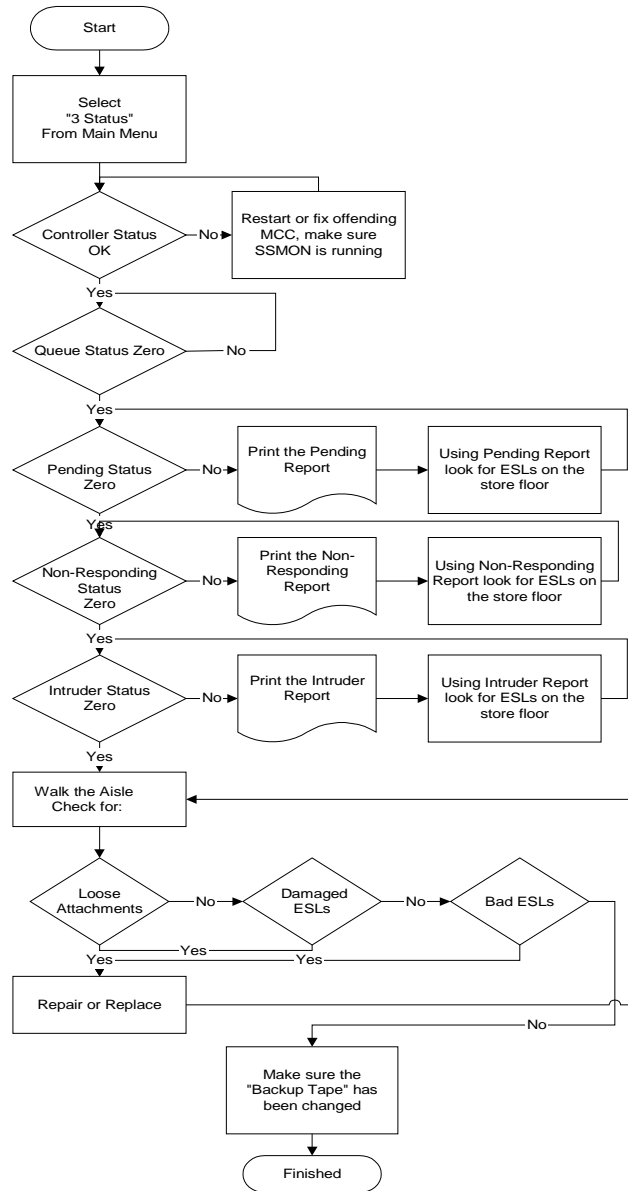 Start
Select
"3 Status"
From Main Menu
Controller Status
OK
No
Restart or fix offending
MCC, make sure
SSMON is running
Yes
Queue Status Zero
No
Yes
Pending Status
Zero
No
Print the Pending
Report
Using Pending Report
look for ESLs on the
store floor
Yes
Non-Responding
Status
Zero
No
Print the Non-
Responding
Report
Using Non-Responding
Report look for ESLs on
the store floor
Yes
Intruder Status
Zero
No
Print the Intruder
Report
Using Intruder Report
look for ESLs on the
store floor
Yes
Walk the Aisle
Check for:
Loose
Attachments
No
Damaged
ESLs
No
Bad ESLs
Yes
Yes
Yes
Repair or Replace
No
Make sure the
"Backup Tape" has
been changed
Finished